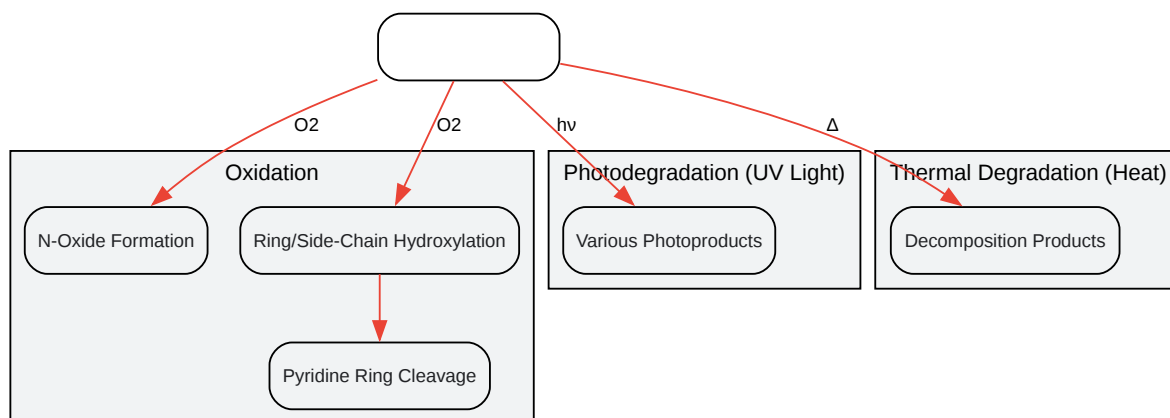 O2
O2
hν
Δ
Oxidation
Photodegradation (UV Light)
Thermal Degradation (Heat)
N-Oxide Formation
Ring/Side-Chain Hydroxylation
Various Photoproducts
Decomposition Products
Pyridine Ring Cleavage